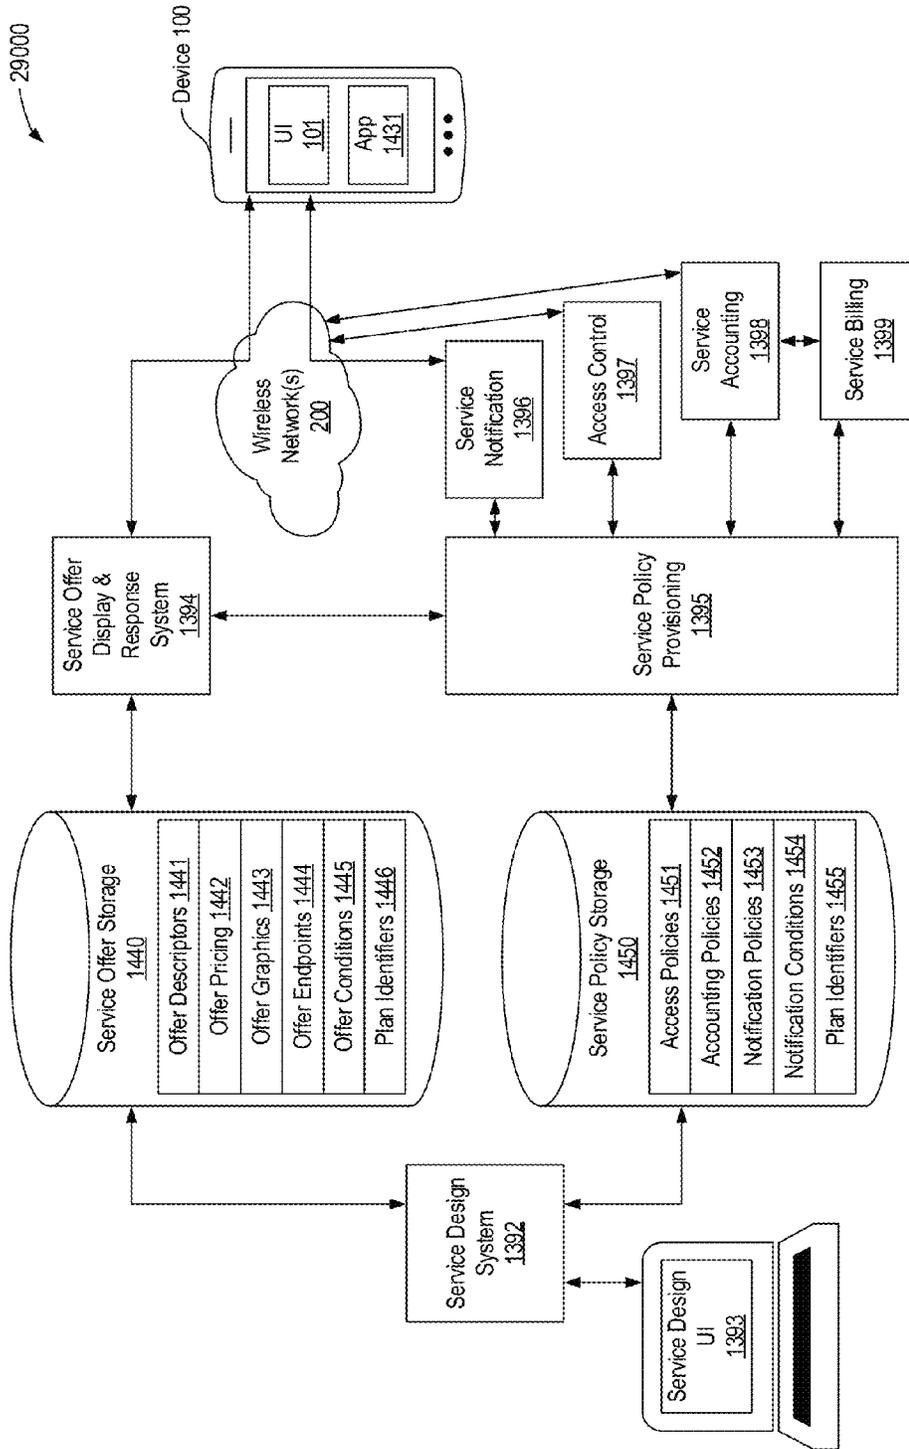 29000
Device 100
UI
101
App
1431
Wireless
Network(s)
200
Service Offer
Display &
Response
System
1394
Service
Notification
1396
Access Control
1397
Service
Accounting
1398
Service Billing
1399
Service Policy
Provisioning
1395
Service Offer Storage
1440
Offer Descriptors 1441
Offer Pricing 1442
Offer Graphics 1443
Offer Endpoints 1444
Offer Conditions 1445
Plan Identifiers 1446
Service Policy Storage
1450
Access Policies 1451
Accounting Policies 1452
Notification Policies 1453
Notification Conditions 1454
Plan Identifiers 1455
Service Design
System
1392
Service Design
UI
1393